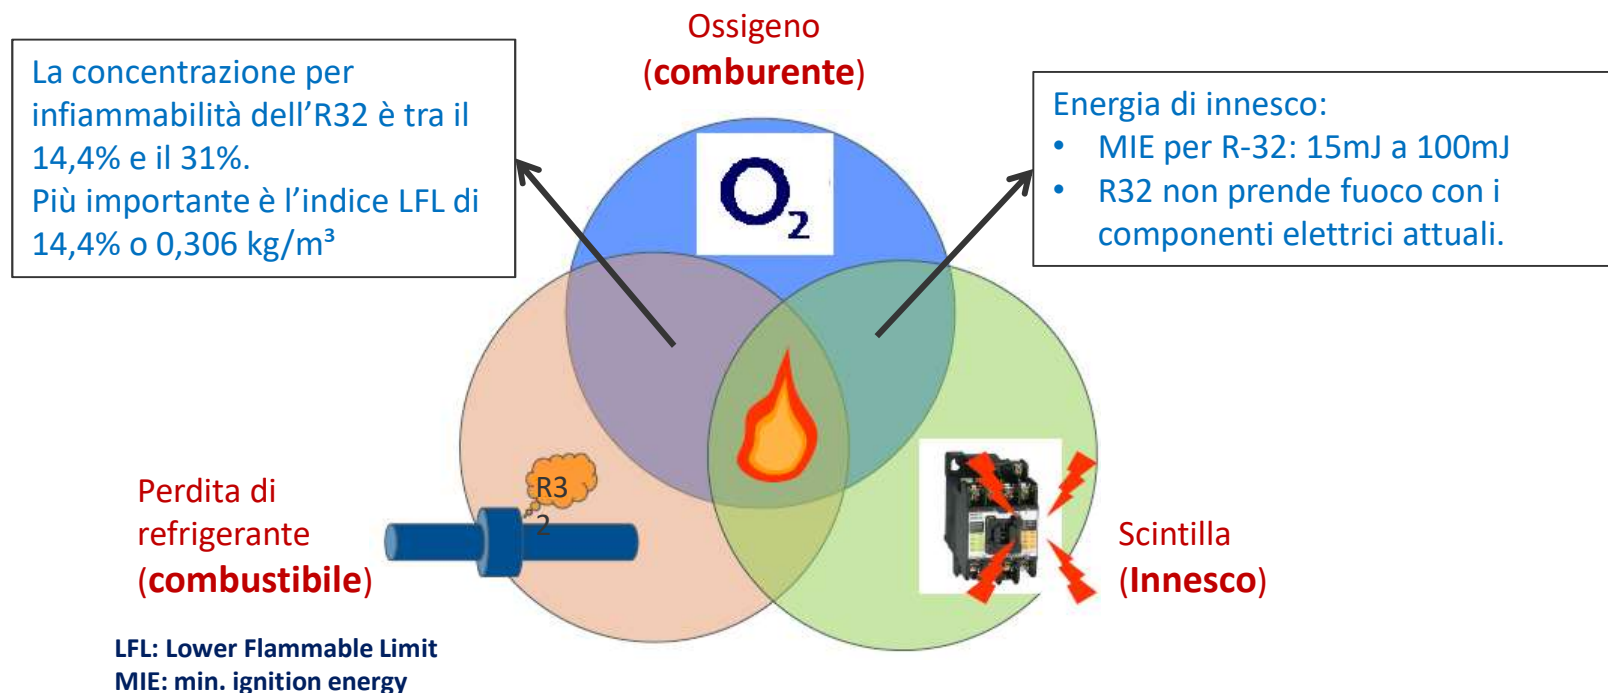 Ossigeno
(comburente)
La concentrazione per
infiammabilità dell’R32 è tra il
14,4% e il 31%.
Più importante è l’indice LFL di
14,4% o 0,306 kg/m³
Energia di innesco:
• MIE per R-32: 15mJ a 100mJ
• R32 non prende fuoco con i
componenti elettrici attuali.
O2
R3
2
Perdita di
refrigerante
(combustibile)
Scintilla
(Innesco)
LFL: Lower Flammable Limit
MIE: min. ignition energy